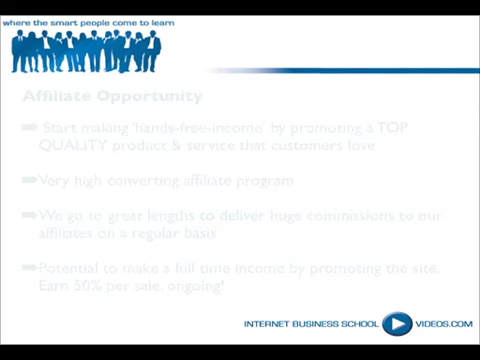 where the smart people come to learn
Affiliate Opportunity
Start making 'hands-free-income' by promoting a TOP
QUALITY product & service that customers love
Very high converting affiliate program
We go to great lengths to deliver huge commissions to our
affiliates on a regular basis
Potential to make a full time income by promoting the site.
Earn 50% per sale, ongoing!
INTERNET BUSINESS SCHOOL VIDEOS.COM